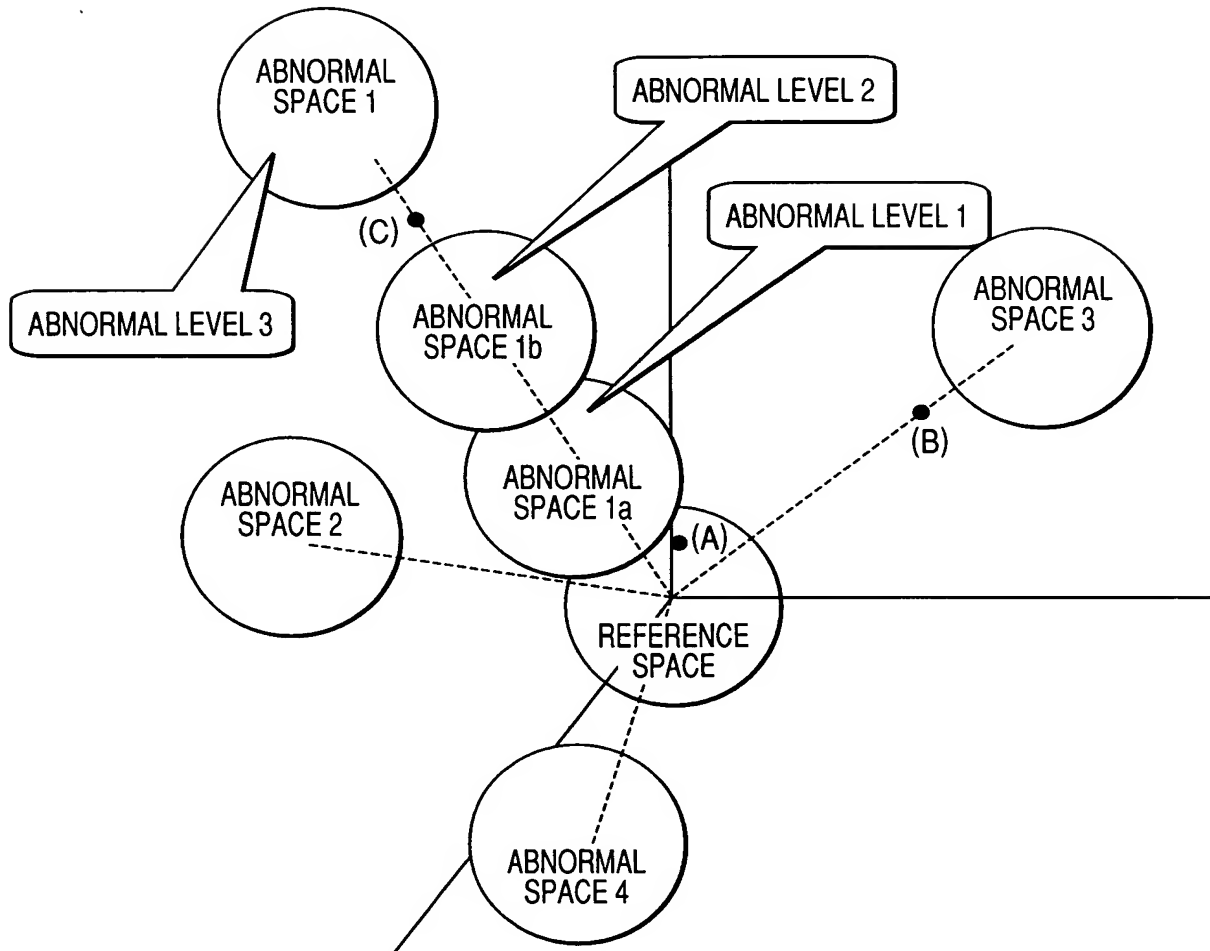 ABNORMAL
SPACE 1
ABNORMAL LEVEL 2
ABNORMAL LEVEL 1
(C)
ABNORMAL LEVEL 3
ABNORMAL
SPACE 1b
ABNORMAL
SPACE 3
(B)
ABNORMAL
SPACE 2
ABNORMAL
SPACE 1a
(A)
REFERENCE
SPACE
ABNORMAL
SPACE 4